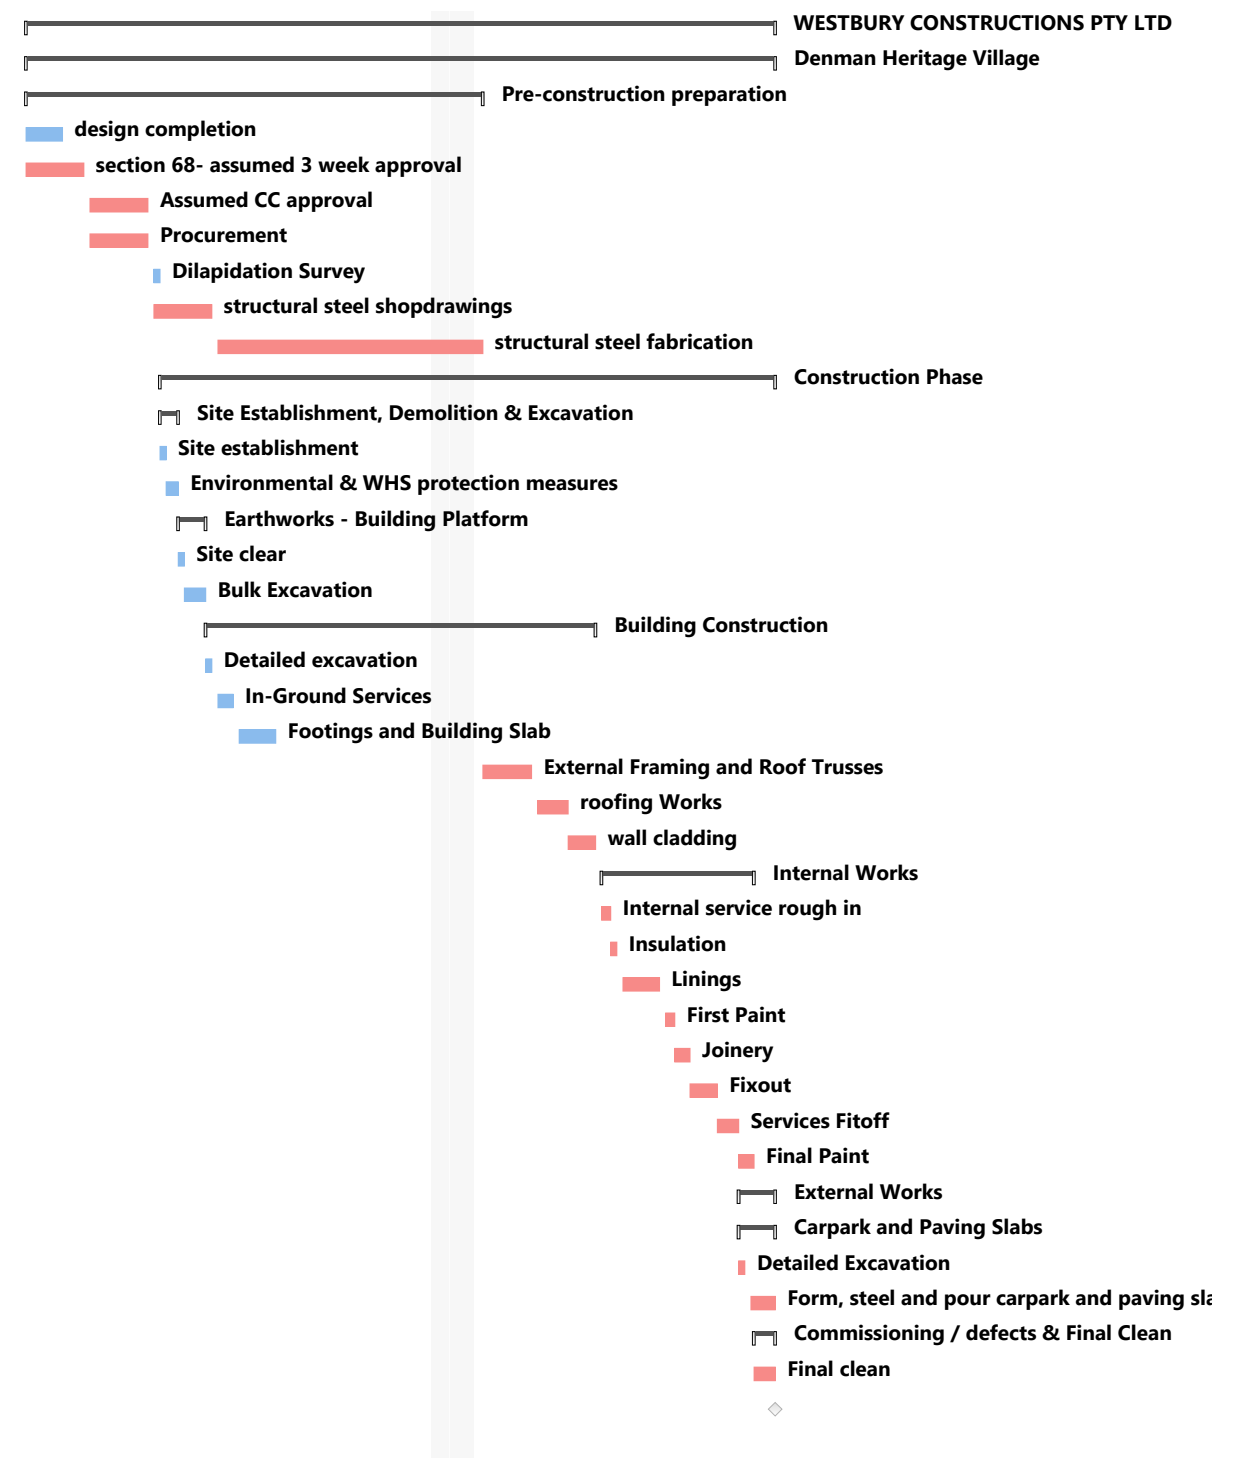 WESTBURY CONSTRUCTIONS PTY LTD
Denman Heritage Village
Pre-construction preparation
design completion
section 68- assumed 3 week approval
Assumed CC approval
Procurement
Dilapidation Survey
structural steel shopdrawings
structural steel fabrication
Construction Phase
Site Establishment, Demolition & Excavation
Site establishment
Environmental & WHS protection measures
Earthworks - Building Platform
Site clear
Bulk Excavation
Building Construction
Detailed excavation
In-Ground Services
Footings and Building Slab
External Framing and Roof Trusses
roofing Works
wall cladding
Internal Works
Internal service rough in
Insulation
Linings
First Paint
Joinery
Fixout
Services Fitoff
Final Paint
External Works
Carpark and Paving Slabs
Detailed Excavation
Form, steel and pour carpark and paving
Commissioning / defects & Final Clean
Final clean